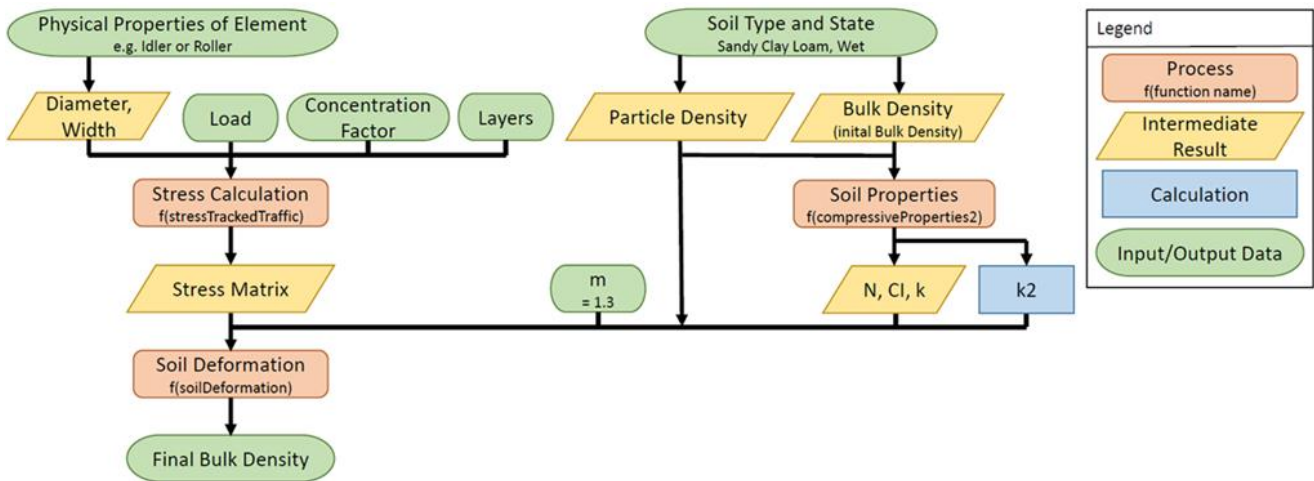 Physical Properties of Element
e.g. Idler or Roller
Soil Type and State
Sandy Clay Loam, Wet
Diameter,
Width
Load
Concentration
Factor
Layers
Particle Density
Bulk Density
(inital Bulk Density)
Stress Calculation
f(stressTrackedTraffic)
Soil Properties
f(compressiveProperties2)
Stress Matrix
m
= 1.3
N, CI, k
k2
Soil Deformation
f(soilDeformation)
Final Bulk Density
Legend
Process
f(function name)
Intermediate
Result
Calculation
Input/Output Data